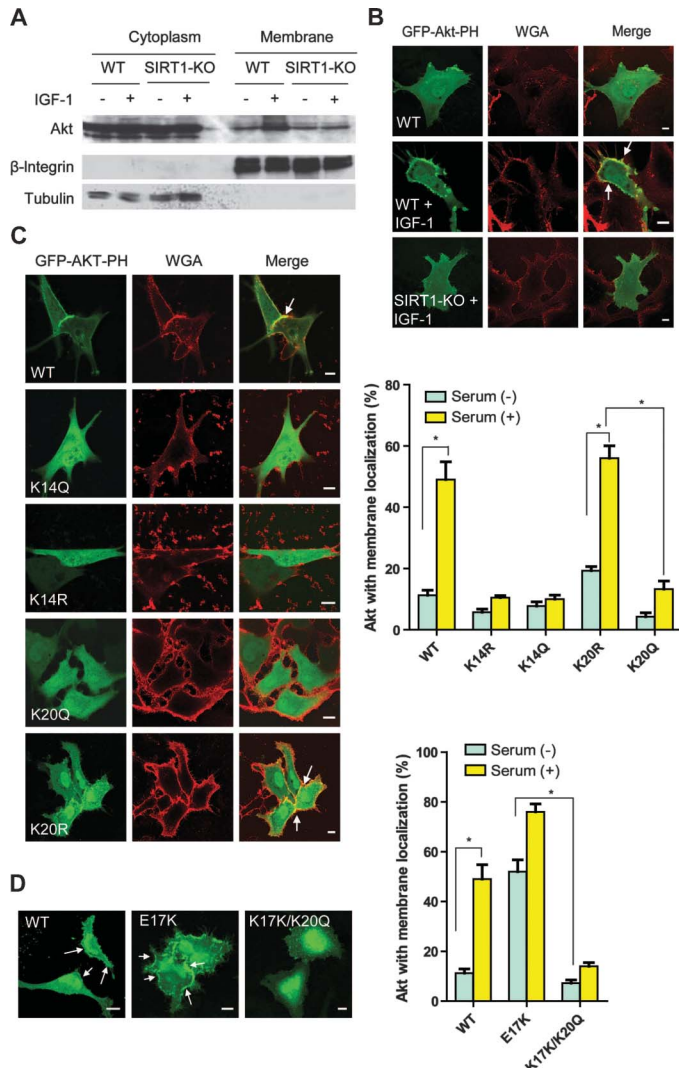 A
Cytoplasm Membrane
WT SIRT1-KO WT SIRT1-KO
IGF-1 - + - + - + - +
Akt
β-Integrin
Tubulin
B
GFP-Akt-PH WGA Merge
WT
WT +
IGF-1
SIRT1-KO +
IGF-1
C
GFP-AKT-PH WGA Merge
WT
K14Q
K14R
K20Q
K20R
Akt with membrane localization (%)
80
60
40
20
0
Serum (-)
Serum (+)
*
*
*
WT K14R K14Q K20R K20Q
D
WT E17K K17K/K20Q
Akt with membrane localization (%)
100
80
60
40
20
0
Serum (-)
Serum (+)
*
*
WT E17K K17K/K20Q